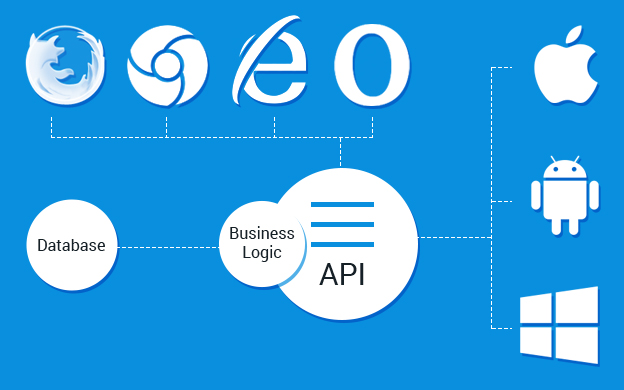 Database
Business
Logic
API